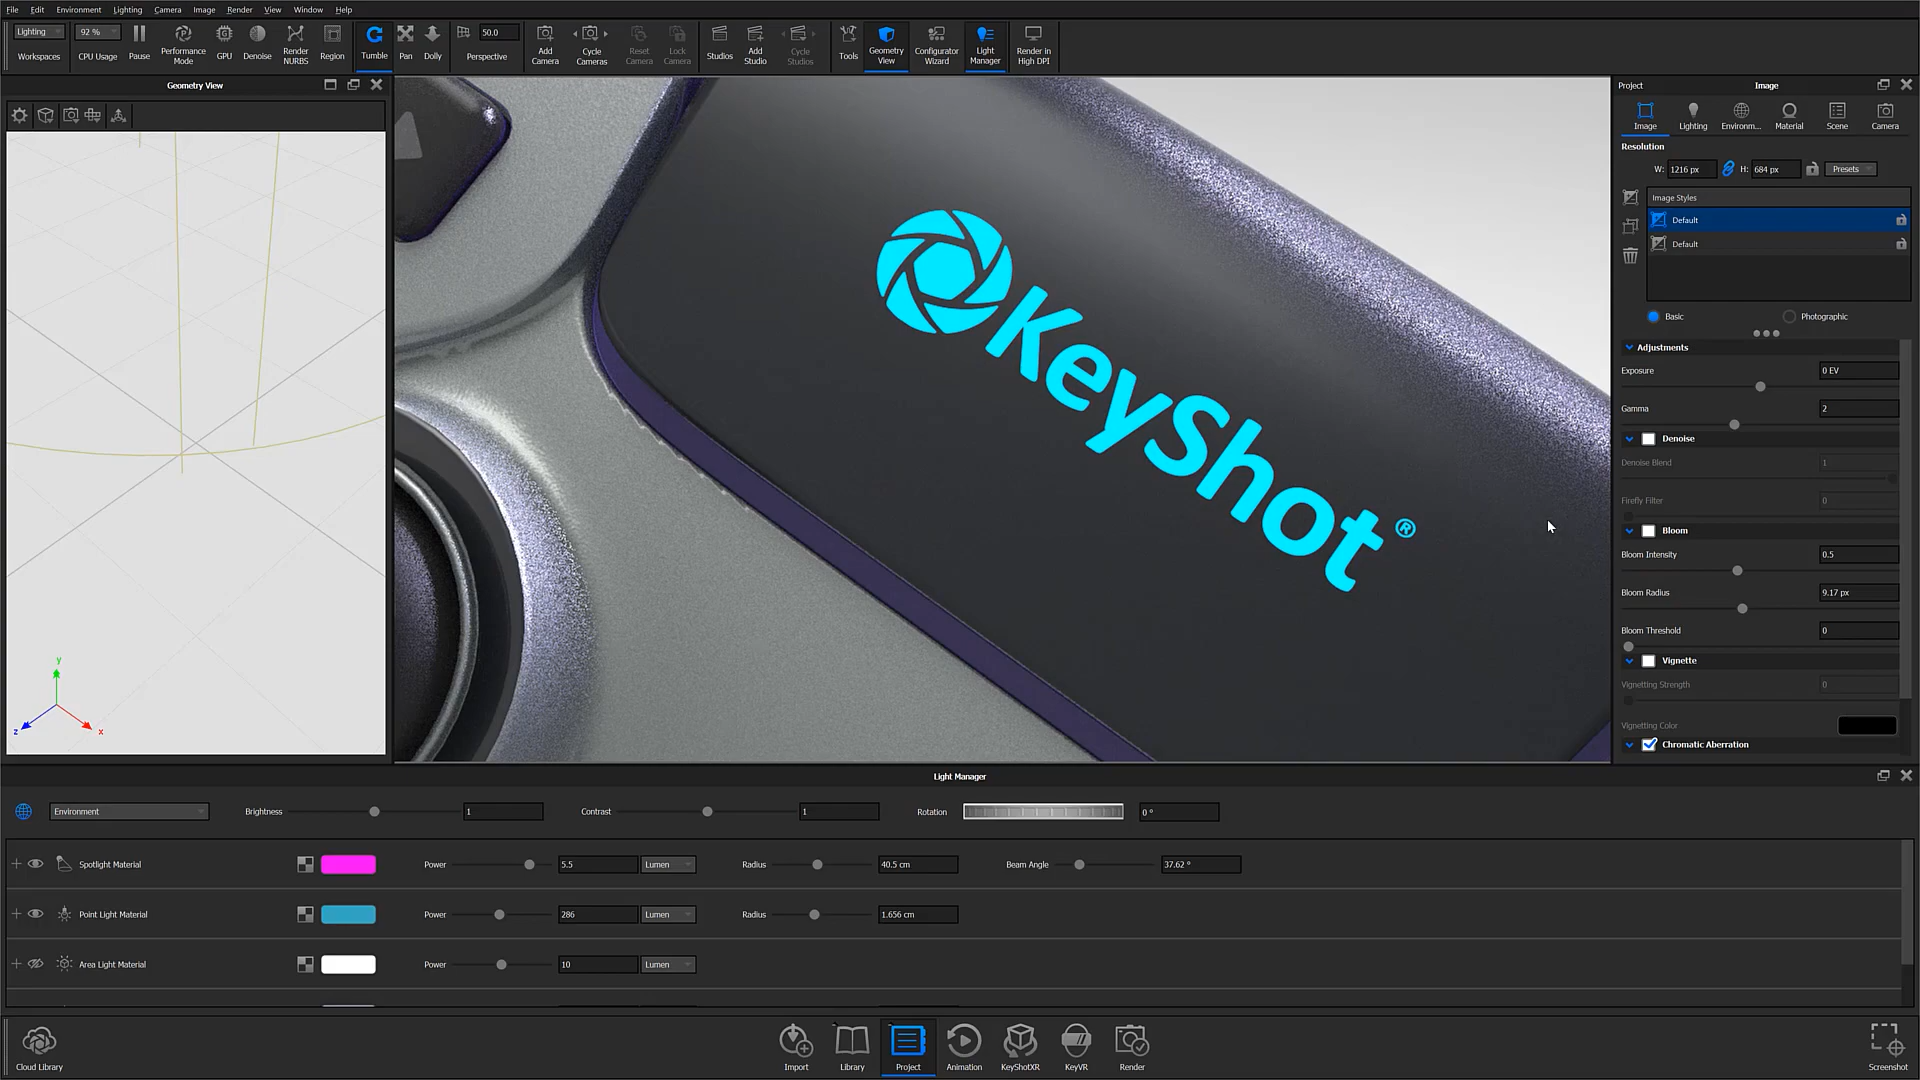 File Edit Environment Lighting Camera Image Render View Window Help
Lighting 92 % 50.0
Workspaces CPU Usage Pause Performance Mode GPU Denoise Render NURBS Region Tumble Pan Dolly Perspective Add Camera Cycle Cameras Reset Camera Lock Camera Studios Add Studio Cycle Studios Tools Geometry View Configurator Wizard Light Manager Render in High DPI
Geometry View
Project Image
Image Lighting Environm... Material Scene Camera
Resolution
W: 1216 px H: 684 px Presets
Image Styles
Default
Default
Basic Photographic
Adjustments
Exposure 0 EV
Gamma 2
Denoise
Denoise Blend 1
Firefly Filter 0
Bloom
Bloom Intensity 0.5
Bloom Radius 9.17 px
Bloom Threshold 0
Vignette
Vignetting Strength 0
Vignetting Color
Chromatic Aberration
KeyShot®
y
z
x
Light Manager
Environment Brightness 1 Contrast 1 Rotation 0 °
Spotlight Material Power 5.5 Lumen Radius 40.5 cm Beam Angle 37.62 °
Point Light Material Power 286 Lumen Radius 1.656 cm
Area Light Material Power 10 Lumen
Cloud Library Import Library Project Animation KeyShotXR KeyVR Render Screenshot